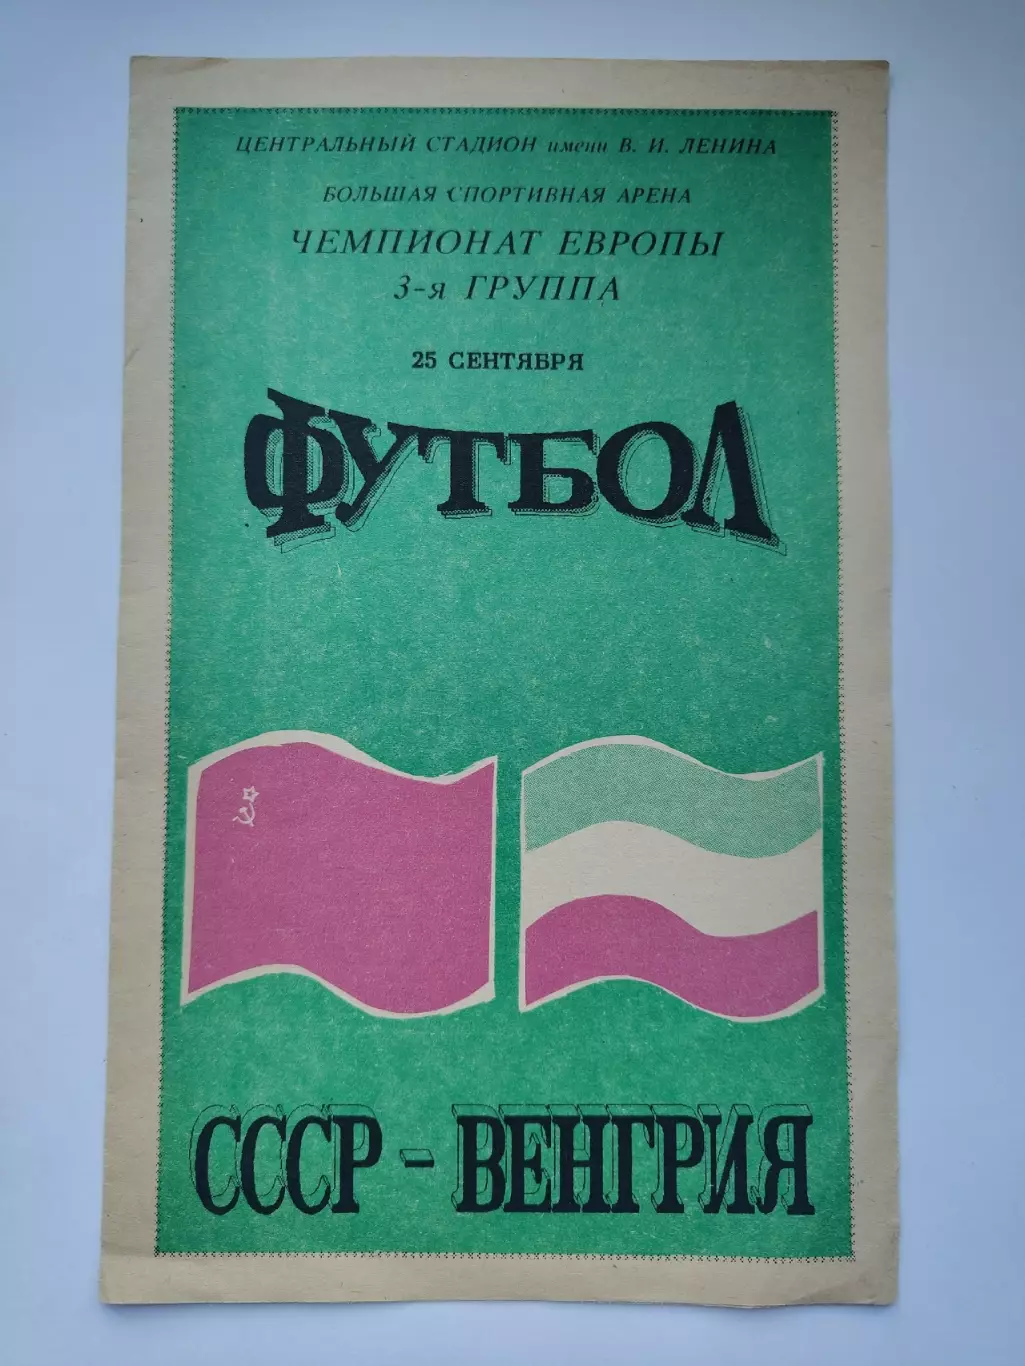 ЦЕНТРАЛЬНЫЙ СТАДИОН имени В. И. ЛЕНИНА
БОЛЬШАЯ СПОРТИВНАЯ АРЕНА
ЧЕМПИОНАТ ЕВРОПЫ
3-я ГРУППА
25 СЕНТЯБРЯ
ФУТБОЛ
СССР - ВЕНГРИЯ